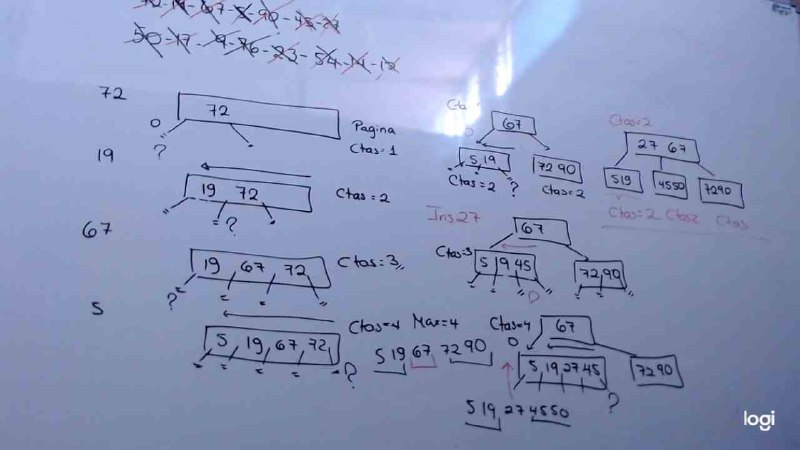 72-19-67-5-90-45-27
50-17-9-76-23-54-14-12
72
72
0
?
Pagina
Ctas=1
19
19 72
Ctas=2
=?
67
19 67 72
Ctas=3
?
5
5 19 67 72
Ctas=4 Max=4
?
5 19 67 72 90
Cta
67
5 19
72 90
Ctas=2
?
Ctas=2
Ctas=2
27 67
5 19
45 50
72 90
Ctas=2 Ctas2 Ctas
Ins 27
67
Ctas=3
5 19 45
72, 90
Ctas=4
0
67
5, 19 27 45
72 90
?
5 19, 27 45 50
logi